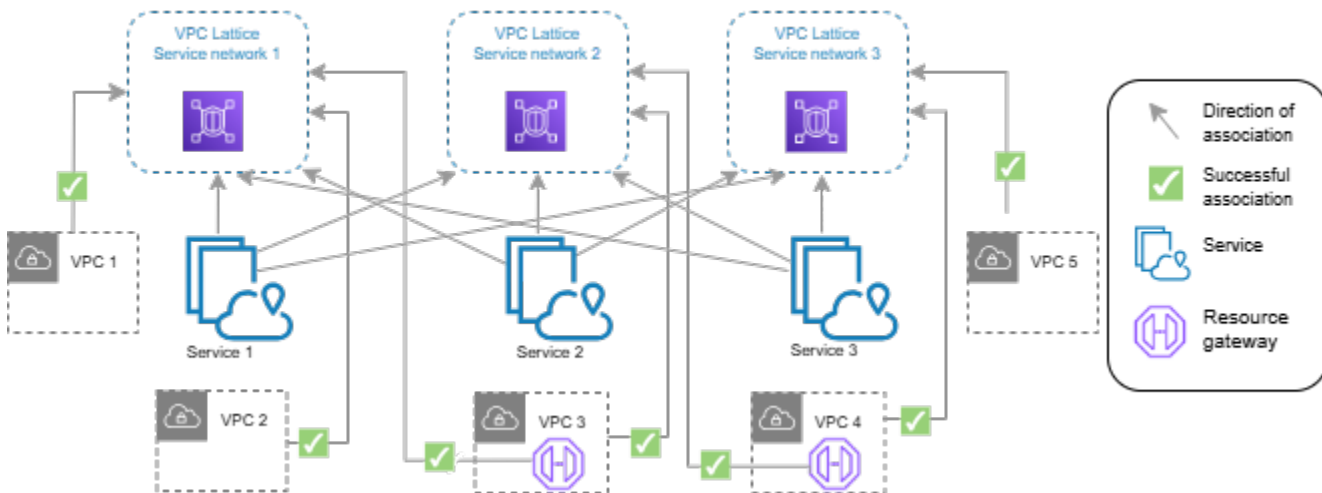 VPC Lattice
Service network 1
VPC Lattice
Service network 2
VPC Lattice
Service network 3
Direction of
association
Successful
association
Service
Resource
gateway
VPC 1
VPC 5
Service 1
Service 2
Service 3
VPC 2
VPC 3
VPC 4